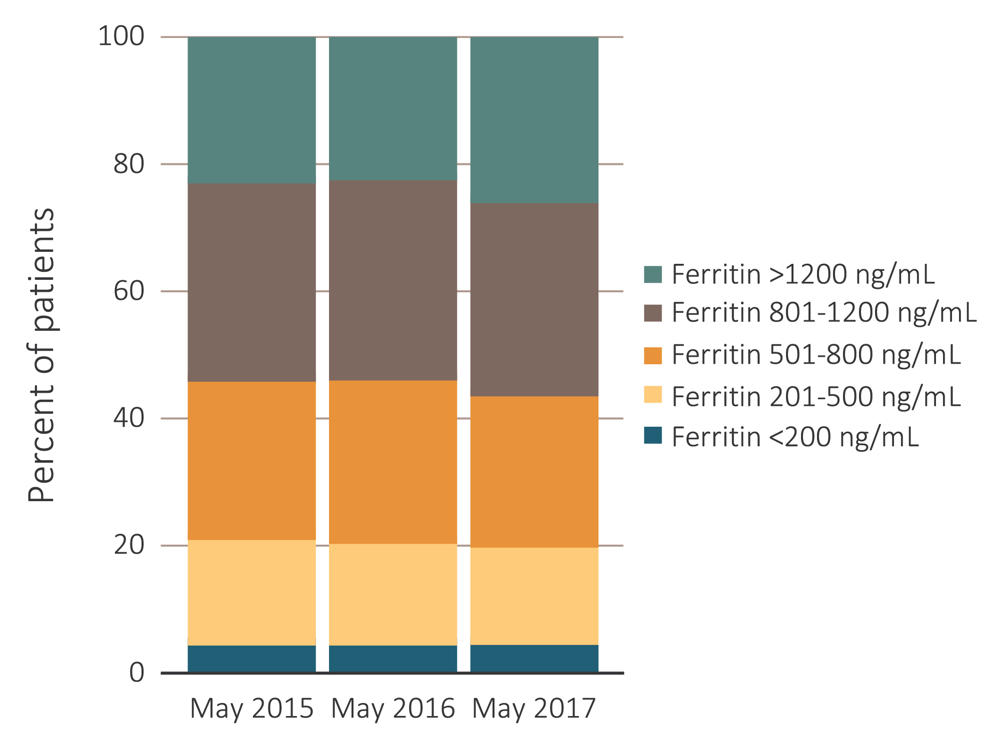 Percent of patients
100
80
60
40
20
0
May 2015
May 2016
May 2017
Ferritin >1200 ng/mL
Ferritin 801-1200 ng/mL
Ferritin 501-800 ng/mL
Ferritin 201-500 ng/mL
Ferritin <200 ng/mL